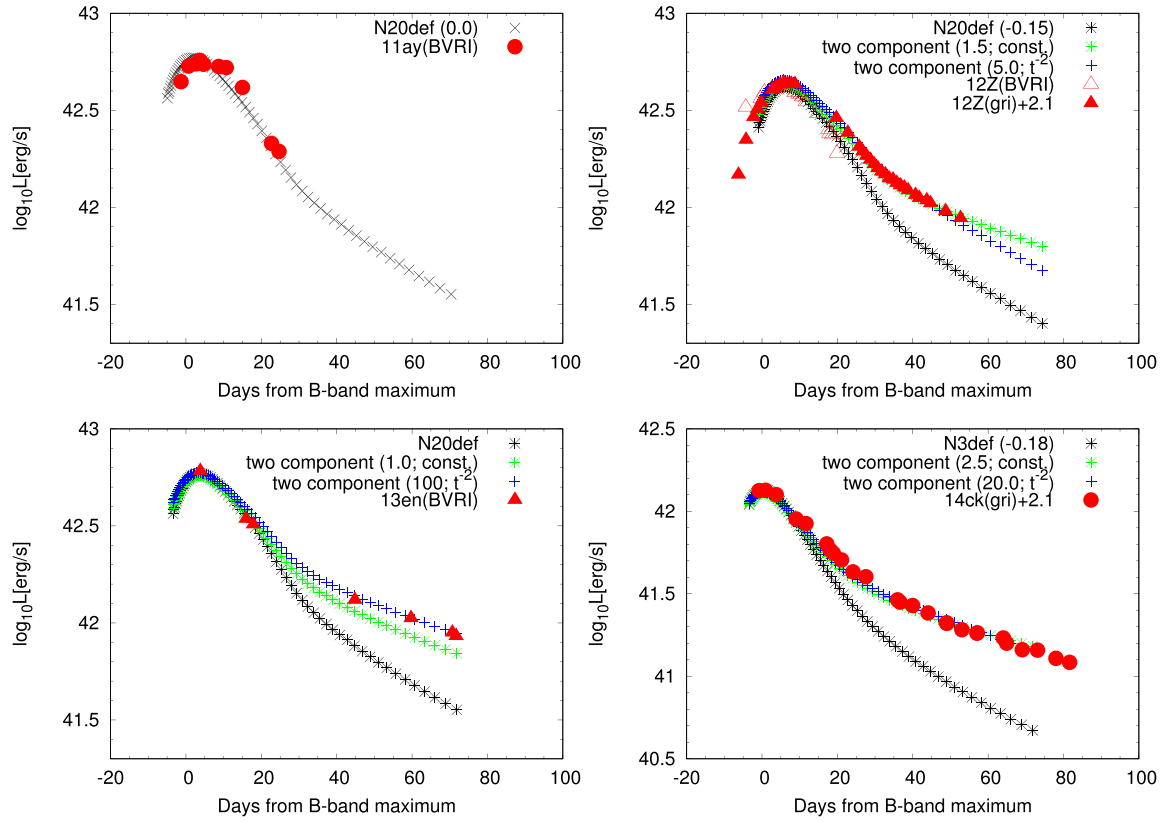 43
42.5
42
41.5
-20
0
20
40
60
80
100
log10L[erg/s]
Days from B-band maximum
N20def (0.0)
11ay(BVRI)
43
42.5
42
41.5
-20
0
20
40
60
80
100
log10L[erg/s]
Days from B-band maximum
N20def (-0.15)
two component (1.5; const.)
two component (5.0; t-2)
12Z(BVRI)
12Z(gri)+2.1
43
42.5
42
41.5
-20
0
20
40
60
80
100
log10L[erg/s]
Days from B-band maximum
N20def
two component (1.0; const.)
two component (100; t-2)
13en(BVRI)
42.5
42
41.5
41
40.5
-20
0
20
40
60
80
100
log10L[erg/s]
Days from B-band maximum
N3def (-0.18)
two component (2.5; const.)
two component (20.0; t-2)
14ck(gri)+2.1